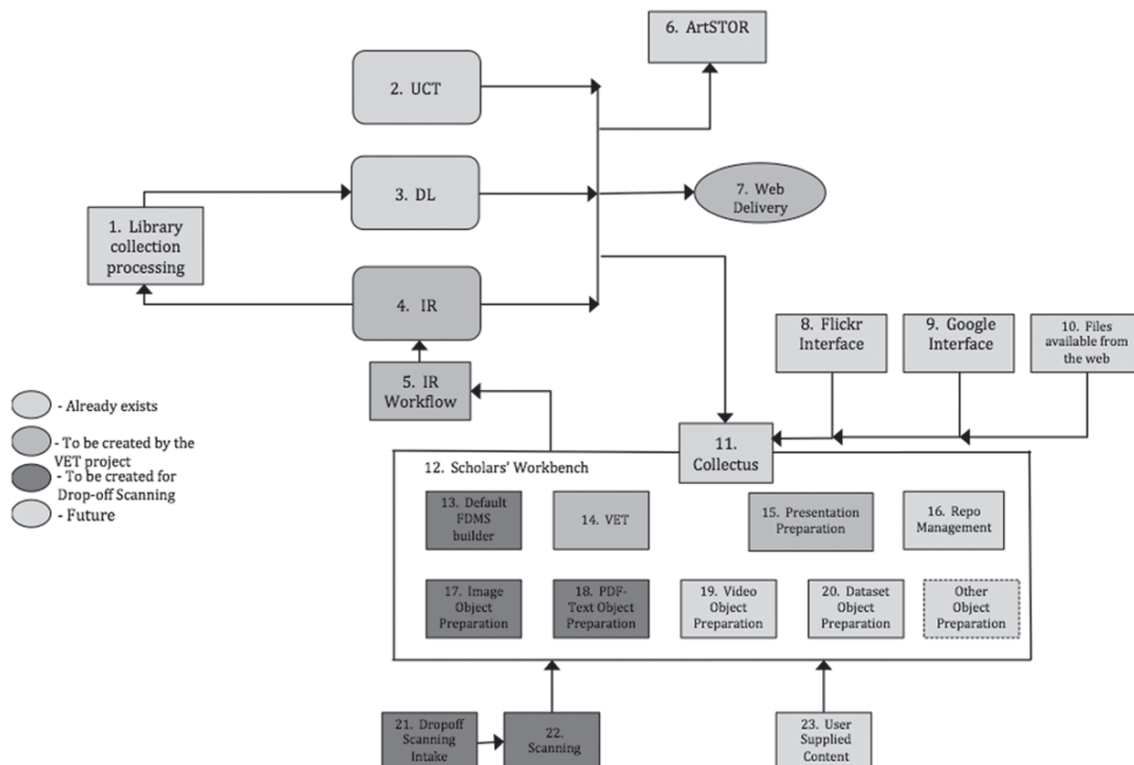 6. ArtSTOR
2. UCT
3. DL
7. Web
Delivery
1. Library
collection
processing
4. IR
8. Flickr
Interface
9. Google
Interface
10. Files
available from
the web
5. IR
Workflow
- Already exists
- To be created by the
VET project
- To be created for
Drop-off Scanning
- Future
11.
Collectus
12. Scholars' Workbench
13. Default
FDMS
builder
14. VET
15. Presentation
Preparation
16. Repo
Management
17. Image
Object
Preparation
18. PDF-
Text Object
Preparation
19. Video
Object
Preparation
20. Dataset
Object
Preparation
Other
Object
Preparation
21. Dropoff
Scanning
Intake
22.
Scanning
23. User
Supplied
Content